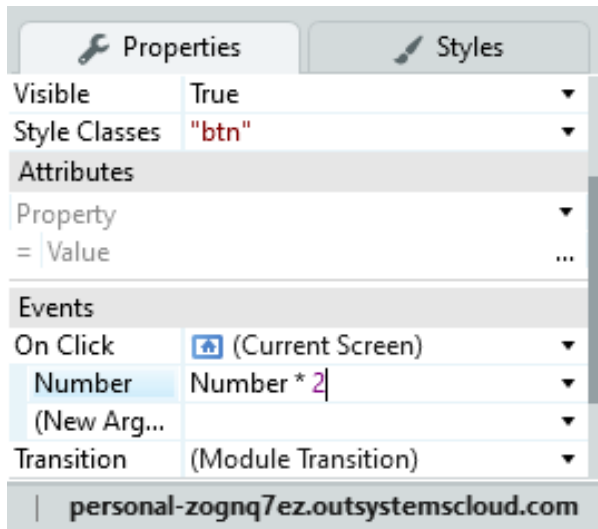 Properties Styles
Visible True
Style Classes "btn"
Attributes
Property
= Value ...
Events
On Click (Current Screen)
Number Number * 2
(New Arg...
Transition (Module Transition)
| personal-zognq7ez.outsystemscloud.com